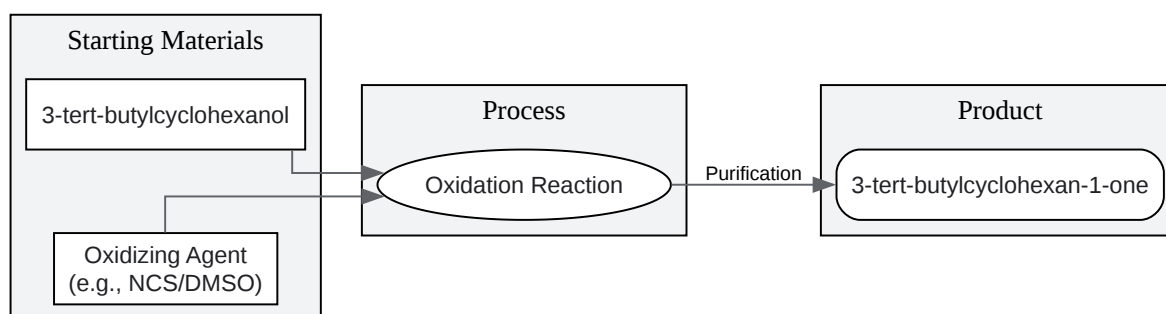 Starting Materials
3-tert-butylcyclohexanol
Oxidizing Agent
(e.g., NCS/DMSO)
Process
Oxidation Reaction
Purification
Product
3-tert-butylcyclohexan-1-one